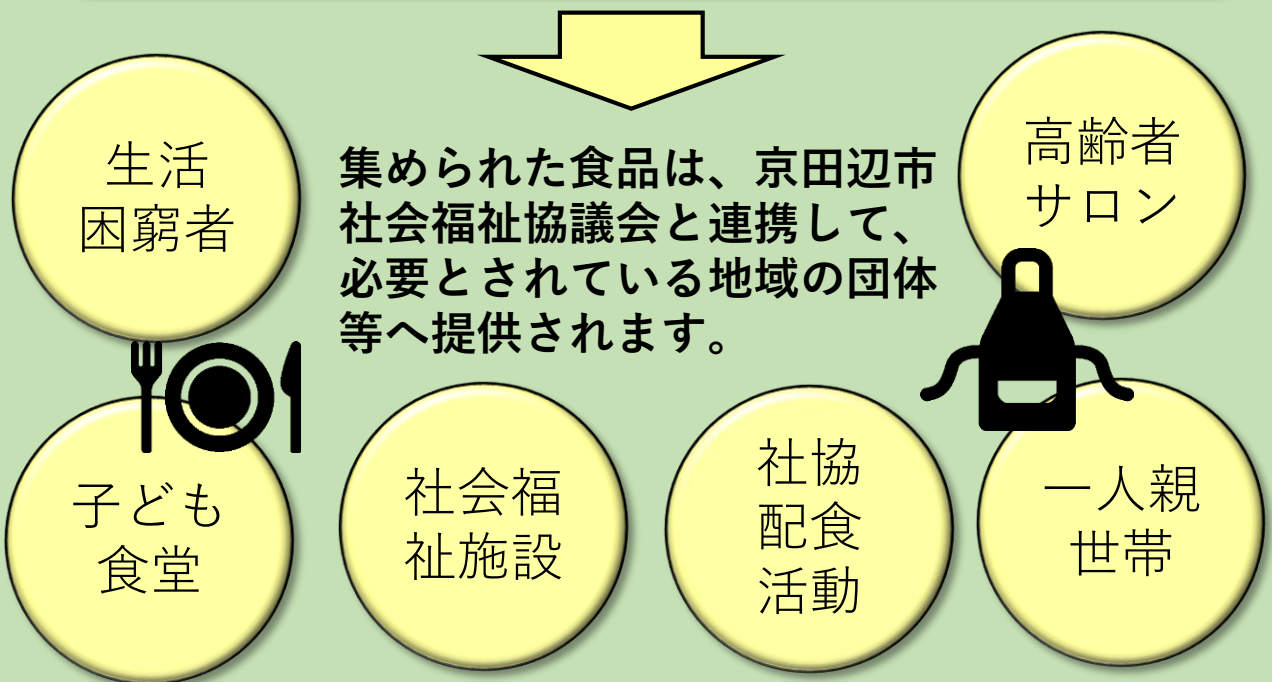 生活
困窮者
集められた食品は、京田辺市
社会福祉協議会と連携して、
必要とされている地域の団体
等へ提供されます。
高齢者
サロン
子ども
食堂
社会福
祉施設
社協
配食
活動
一人親
世帯